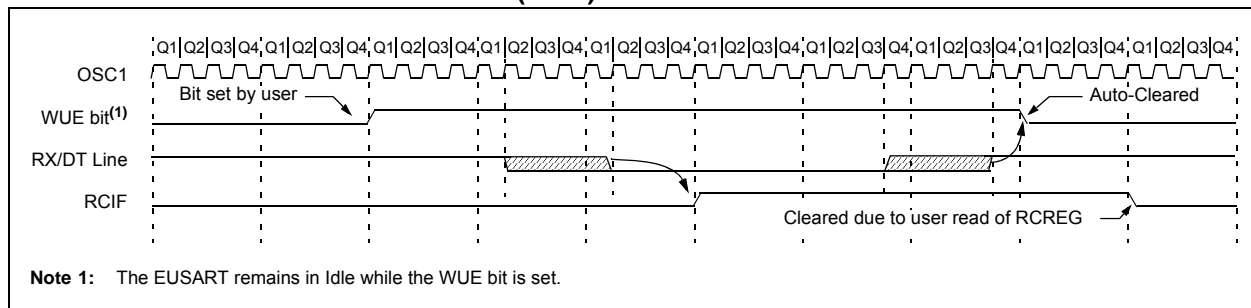 Q1 Q2 Q3 Q4 Q1 Q2 Q3 Q4 Q1 Q2 Q3 Q4 Q1 Q2 Q3 Q4 Q1 Q2 Q3 Q4 Q1 Q2 Q3 Q4 Q1 Q2 Q3 Q4 Q1 Q2 Q3 Q4 Q1 Q2 Q3 Q4 Q1 Q2 Q3 Q4
OSC1
Bit set by user
Auto-Cleared
WUE bit(1)
RX/DT Line
RCIF
Cleared due to user read of RCREG
Note 1: The EUSART remains in Idle while the WUE bit is set.